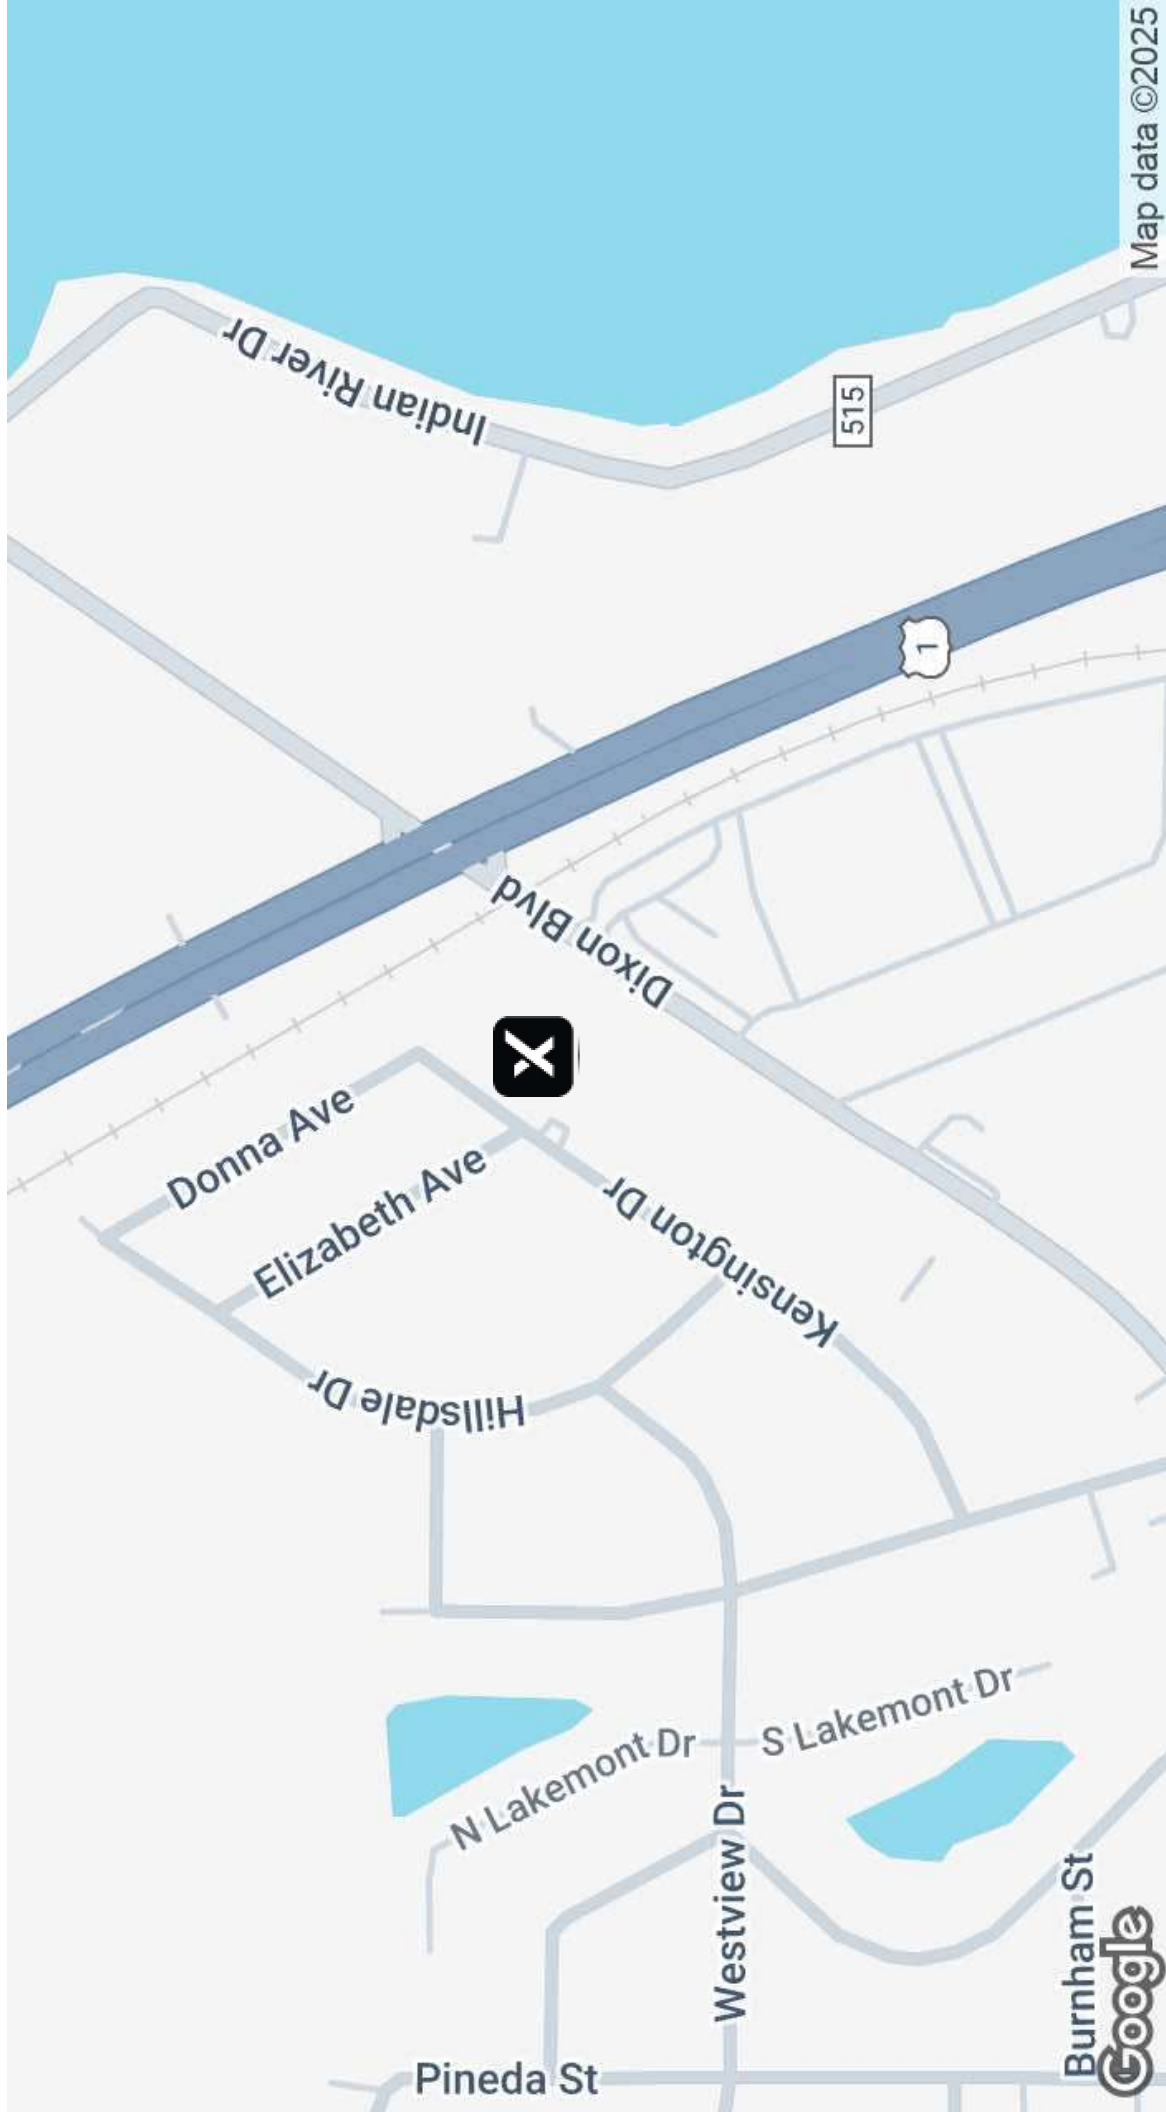 Pineda St
Westview Dr
Burnham St
N Lakemont Dr
S Lakemont Dr
Hillsdale Dr
Elizabeth Ave
Donna Ave
Kensington Dr
Dixon Blvd
1
515
Indian River Dr
X
Google
Map data ©2025